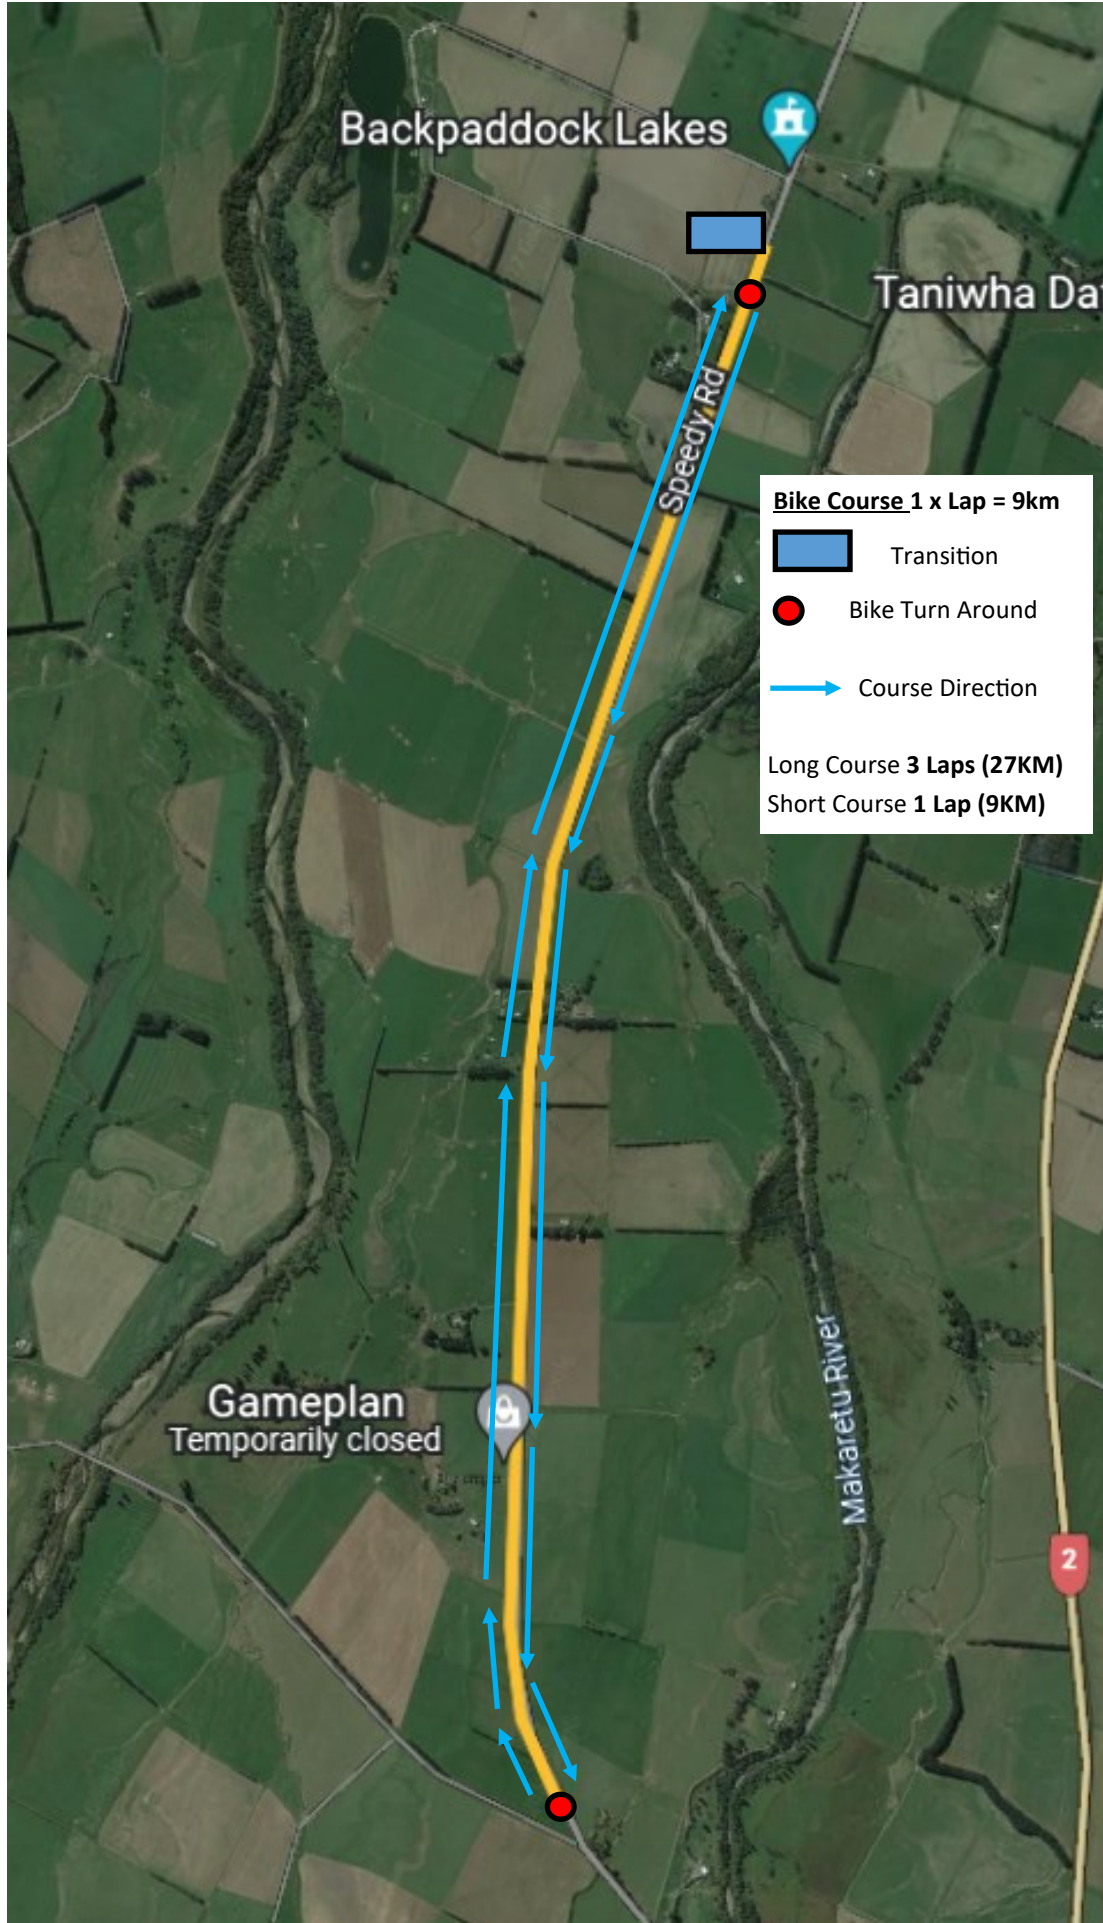 Backpaddock Lakes
Taniwha Da
Speedy Rd
Bike Course 1 x Lap = 9km
Transition
Bike Turn Around
Course Direction
Long Course 3 Laps (27KM)
Short Course 1 Lap (9KM)
Makaretu River
Gameplan
Temporarily closed
2